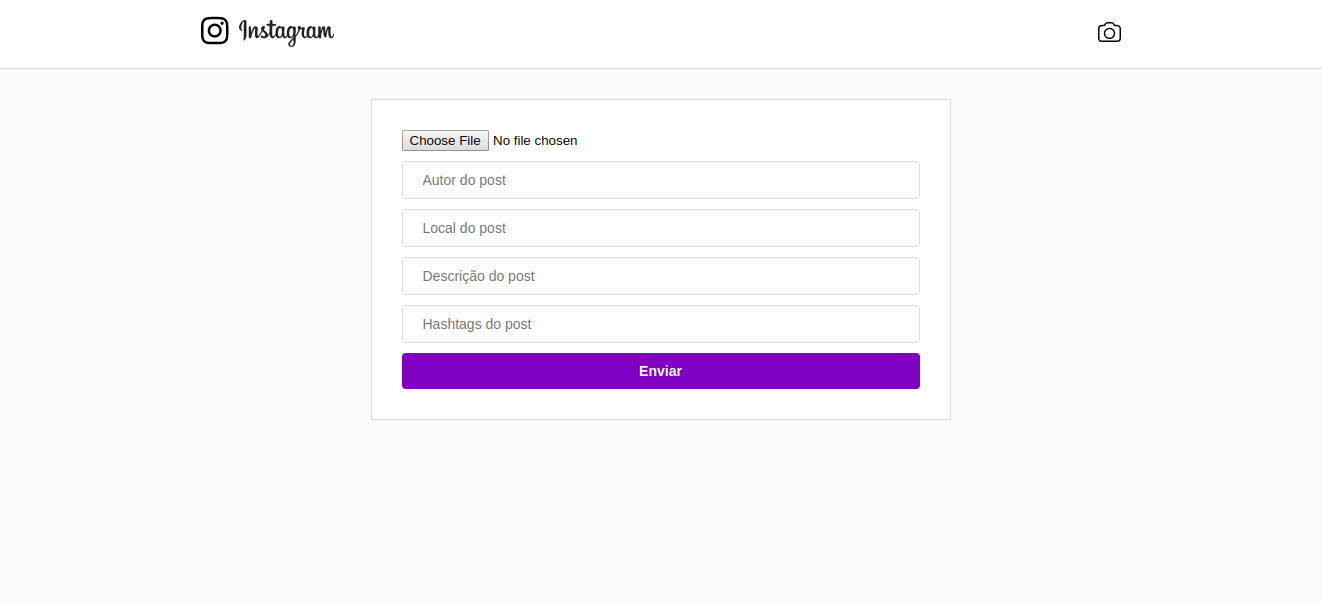 Instagram
Choose File No file chosen
Autor do post
Local do post
Descrição do post
Hashtags do post
Enviar